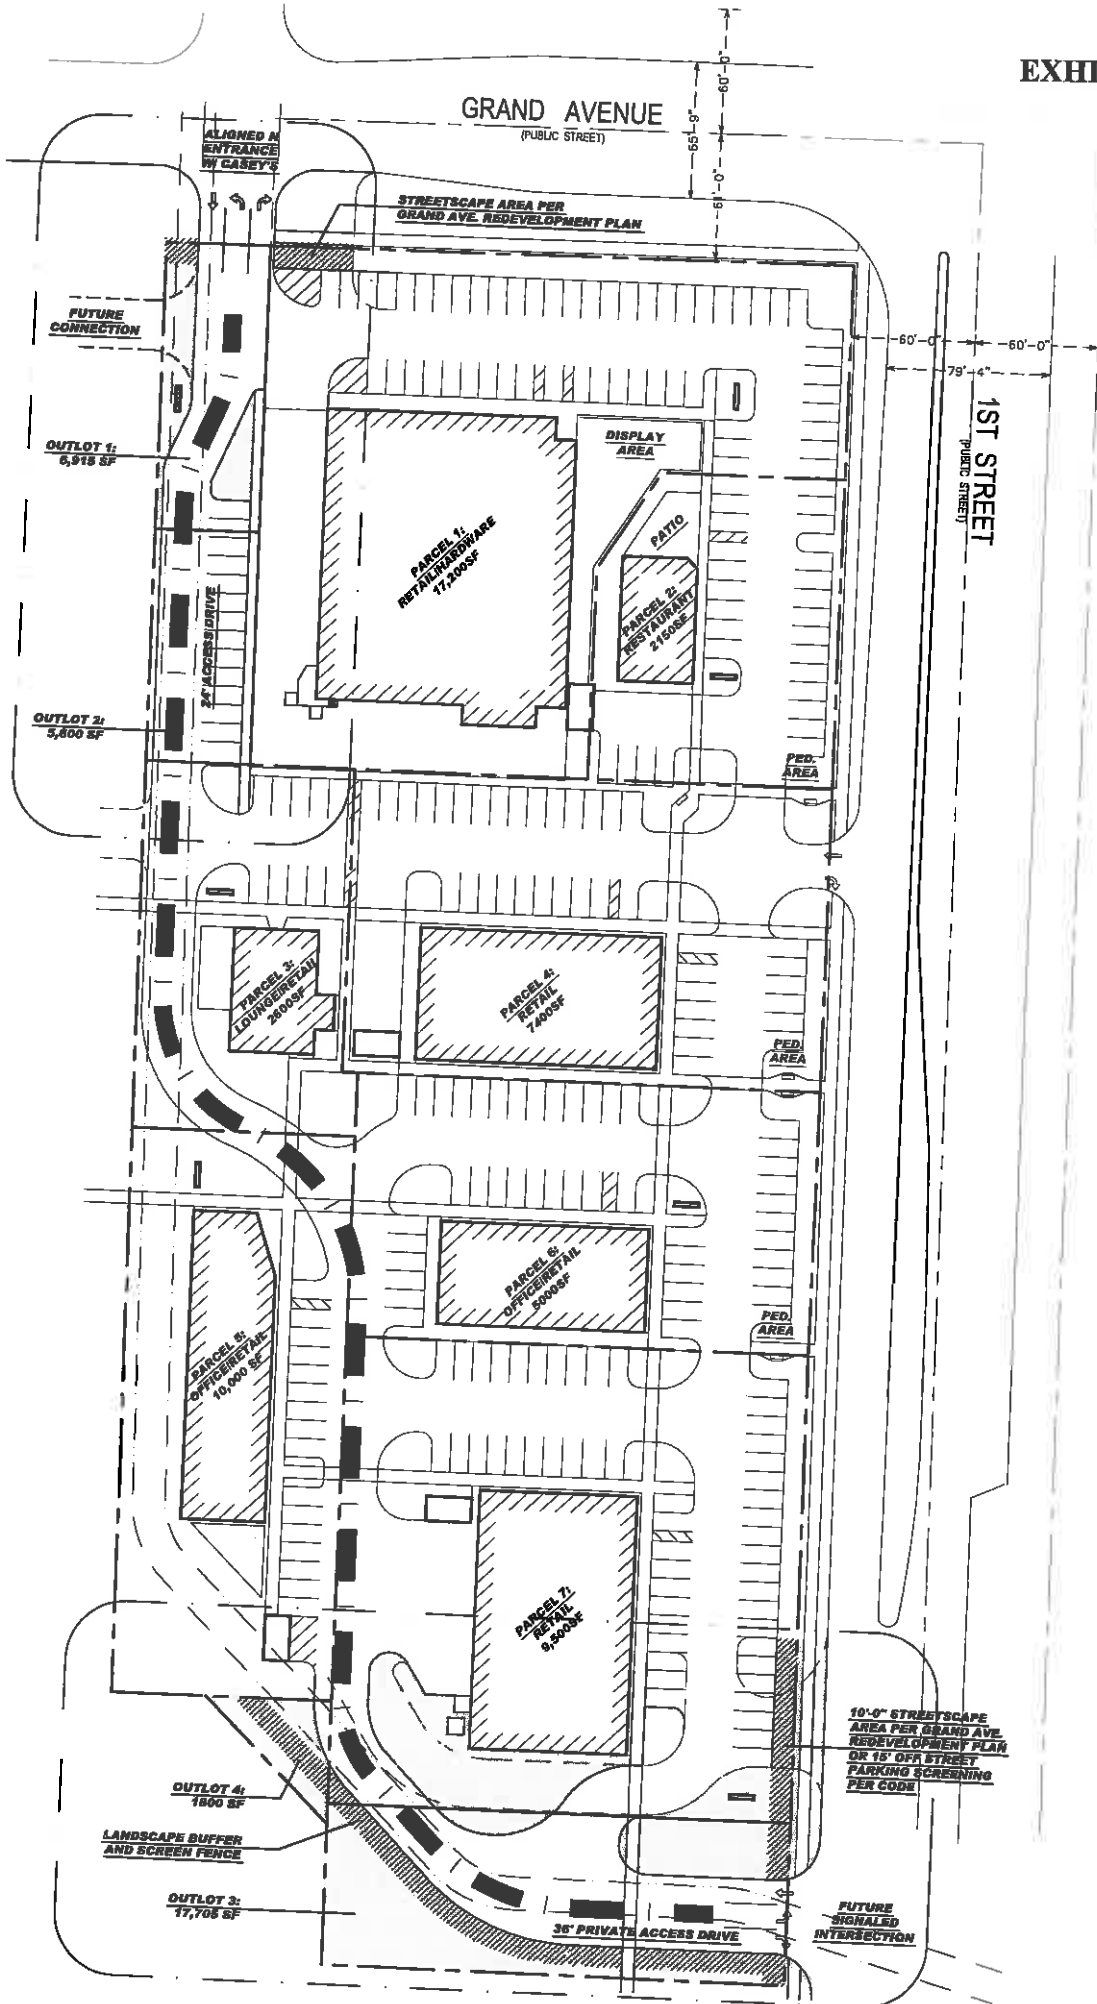 EXHI
GRAND AVENUE
(PUBLIC STREET)
60'-0"
65'-9"
61'-0"
ALIGNED N
ENTRANCE
W/ CASEY'S
STREETSCAPE AREA PER
GRAND AVE. REDEVELOPMENT PLAN
FUTURE
CONNECTION
60'-0"
60'-0"
79'-4"
1ST STREET
(PUBLIC STREET)
OUTLOT 1:
6,915 SF
DISPLAY
AREA
PARCEL 1:
RETAIL/HARDWARE
17,200SF
PATIO
PARCEL 2:
RESTAURANT
2150SF
24' ACCESS DRIVE
OUTLOT 2:
5,600 SF
PED.
AREA
PARCEL 3:
LOUNGE/RETAIL
2600SF
PARCEL 4:
RETAIL
7400SF
PED.
AREA
PARCEL 5:
OFFICE/RETAIL
10,000 SF
PARCEL 6:
OFFICE/RETAIL
5000SF
PED.
AREA
PARCEL 7:
RETAIL
9,500SF
10'-0" STREETSCAPE
AREA PER GRAND AVE.
REDEVELOPMENT PLAN
OR 15' OFF STREET
PARKING SCREENING
PER CODE
OUTLOT 4:
1800 SF
LANDSCAPE BUFFER
AND SCREEN FENCE
OUTLOT 3:
17,705 SF
36' PRIVATE ACCESS DRIVE
FUTURE
SIGNALED
INTERSECTION